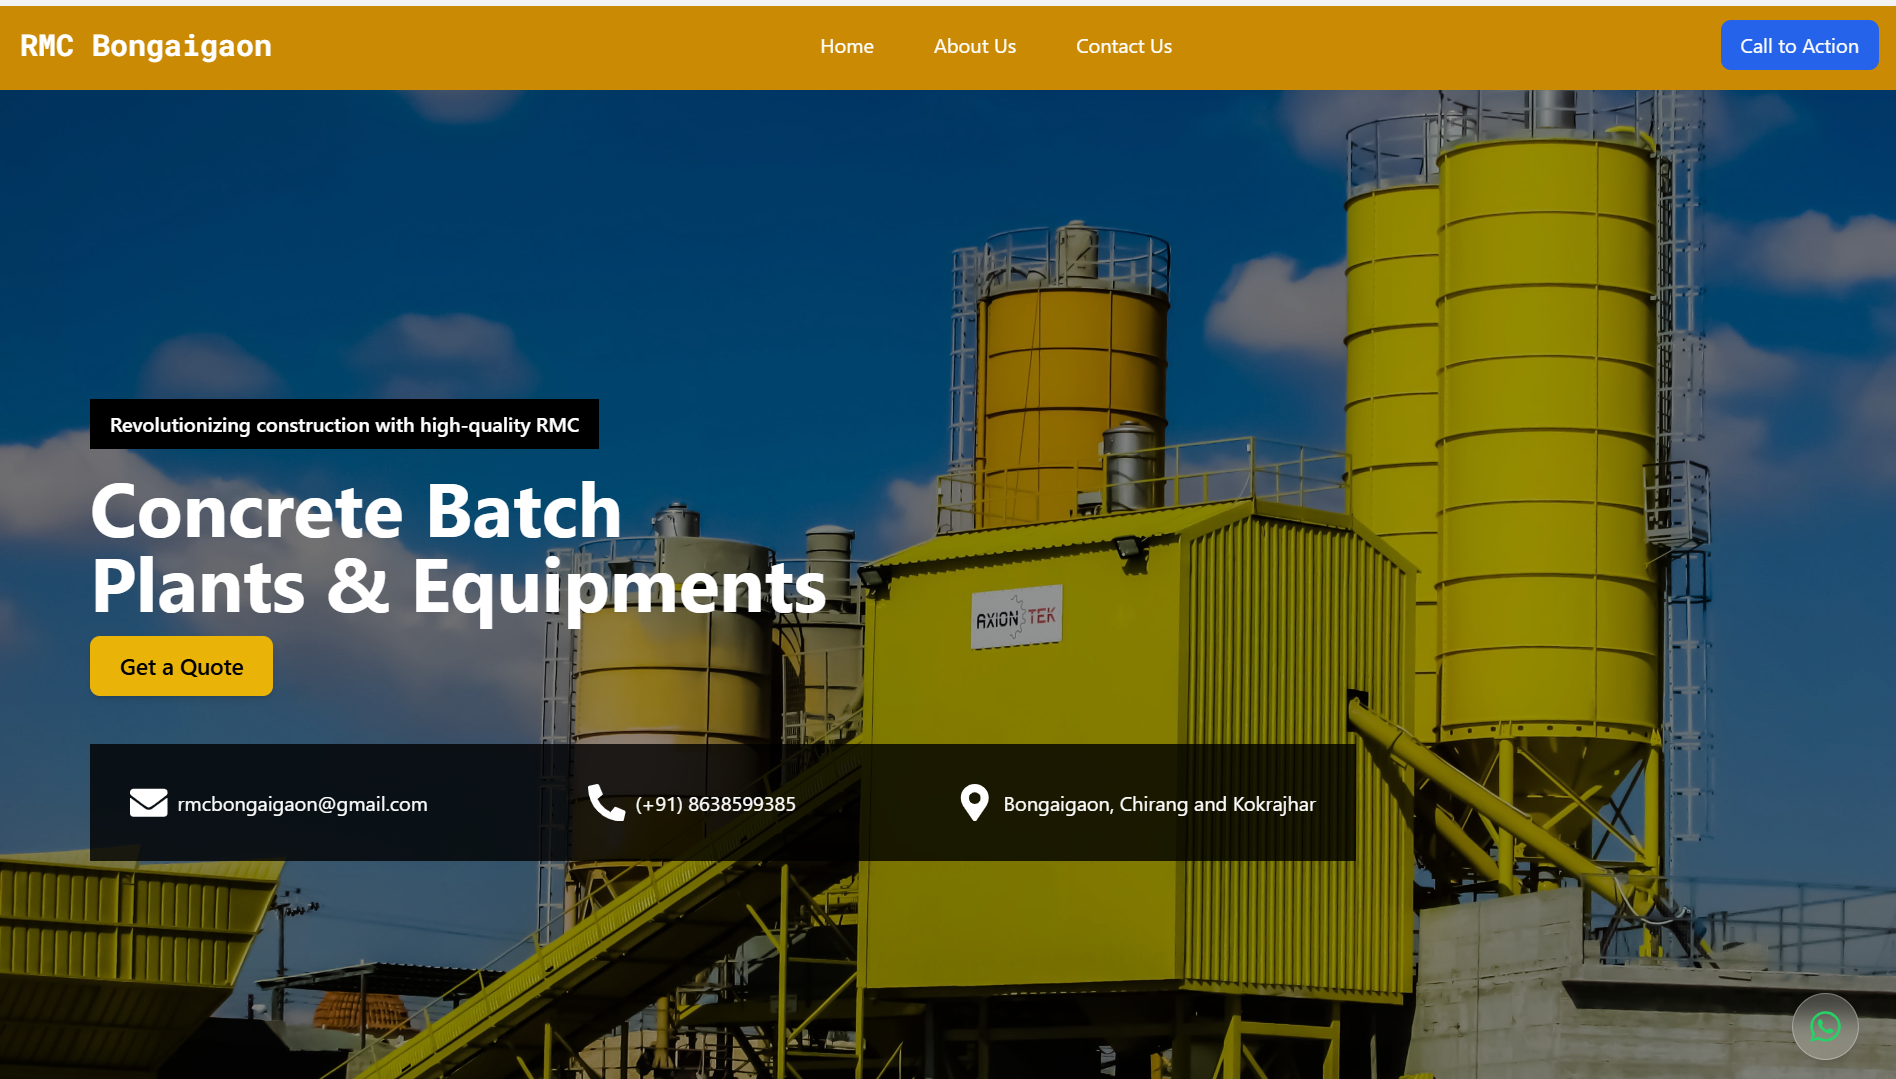 RMC Bongaigaon
Home
About Us
Contact Us
Call to Action
Revolutionizing construction with high-quality RMC
Concrete Batch
Plants & Equipments
AXION TEK
Get a Quote
rmcbongaigaon@gmail.com
(+91) 8638599385
Bongaigaon, Chirang and Kokrajhar